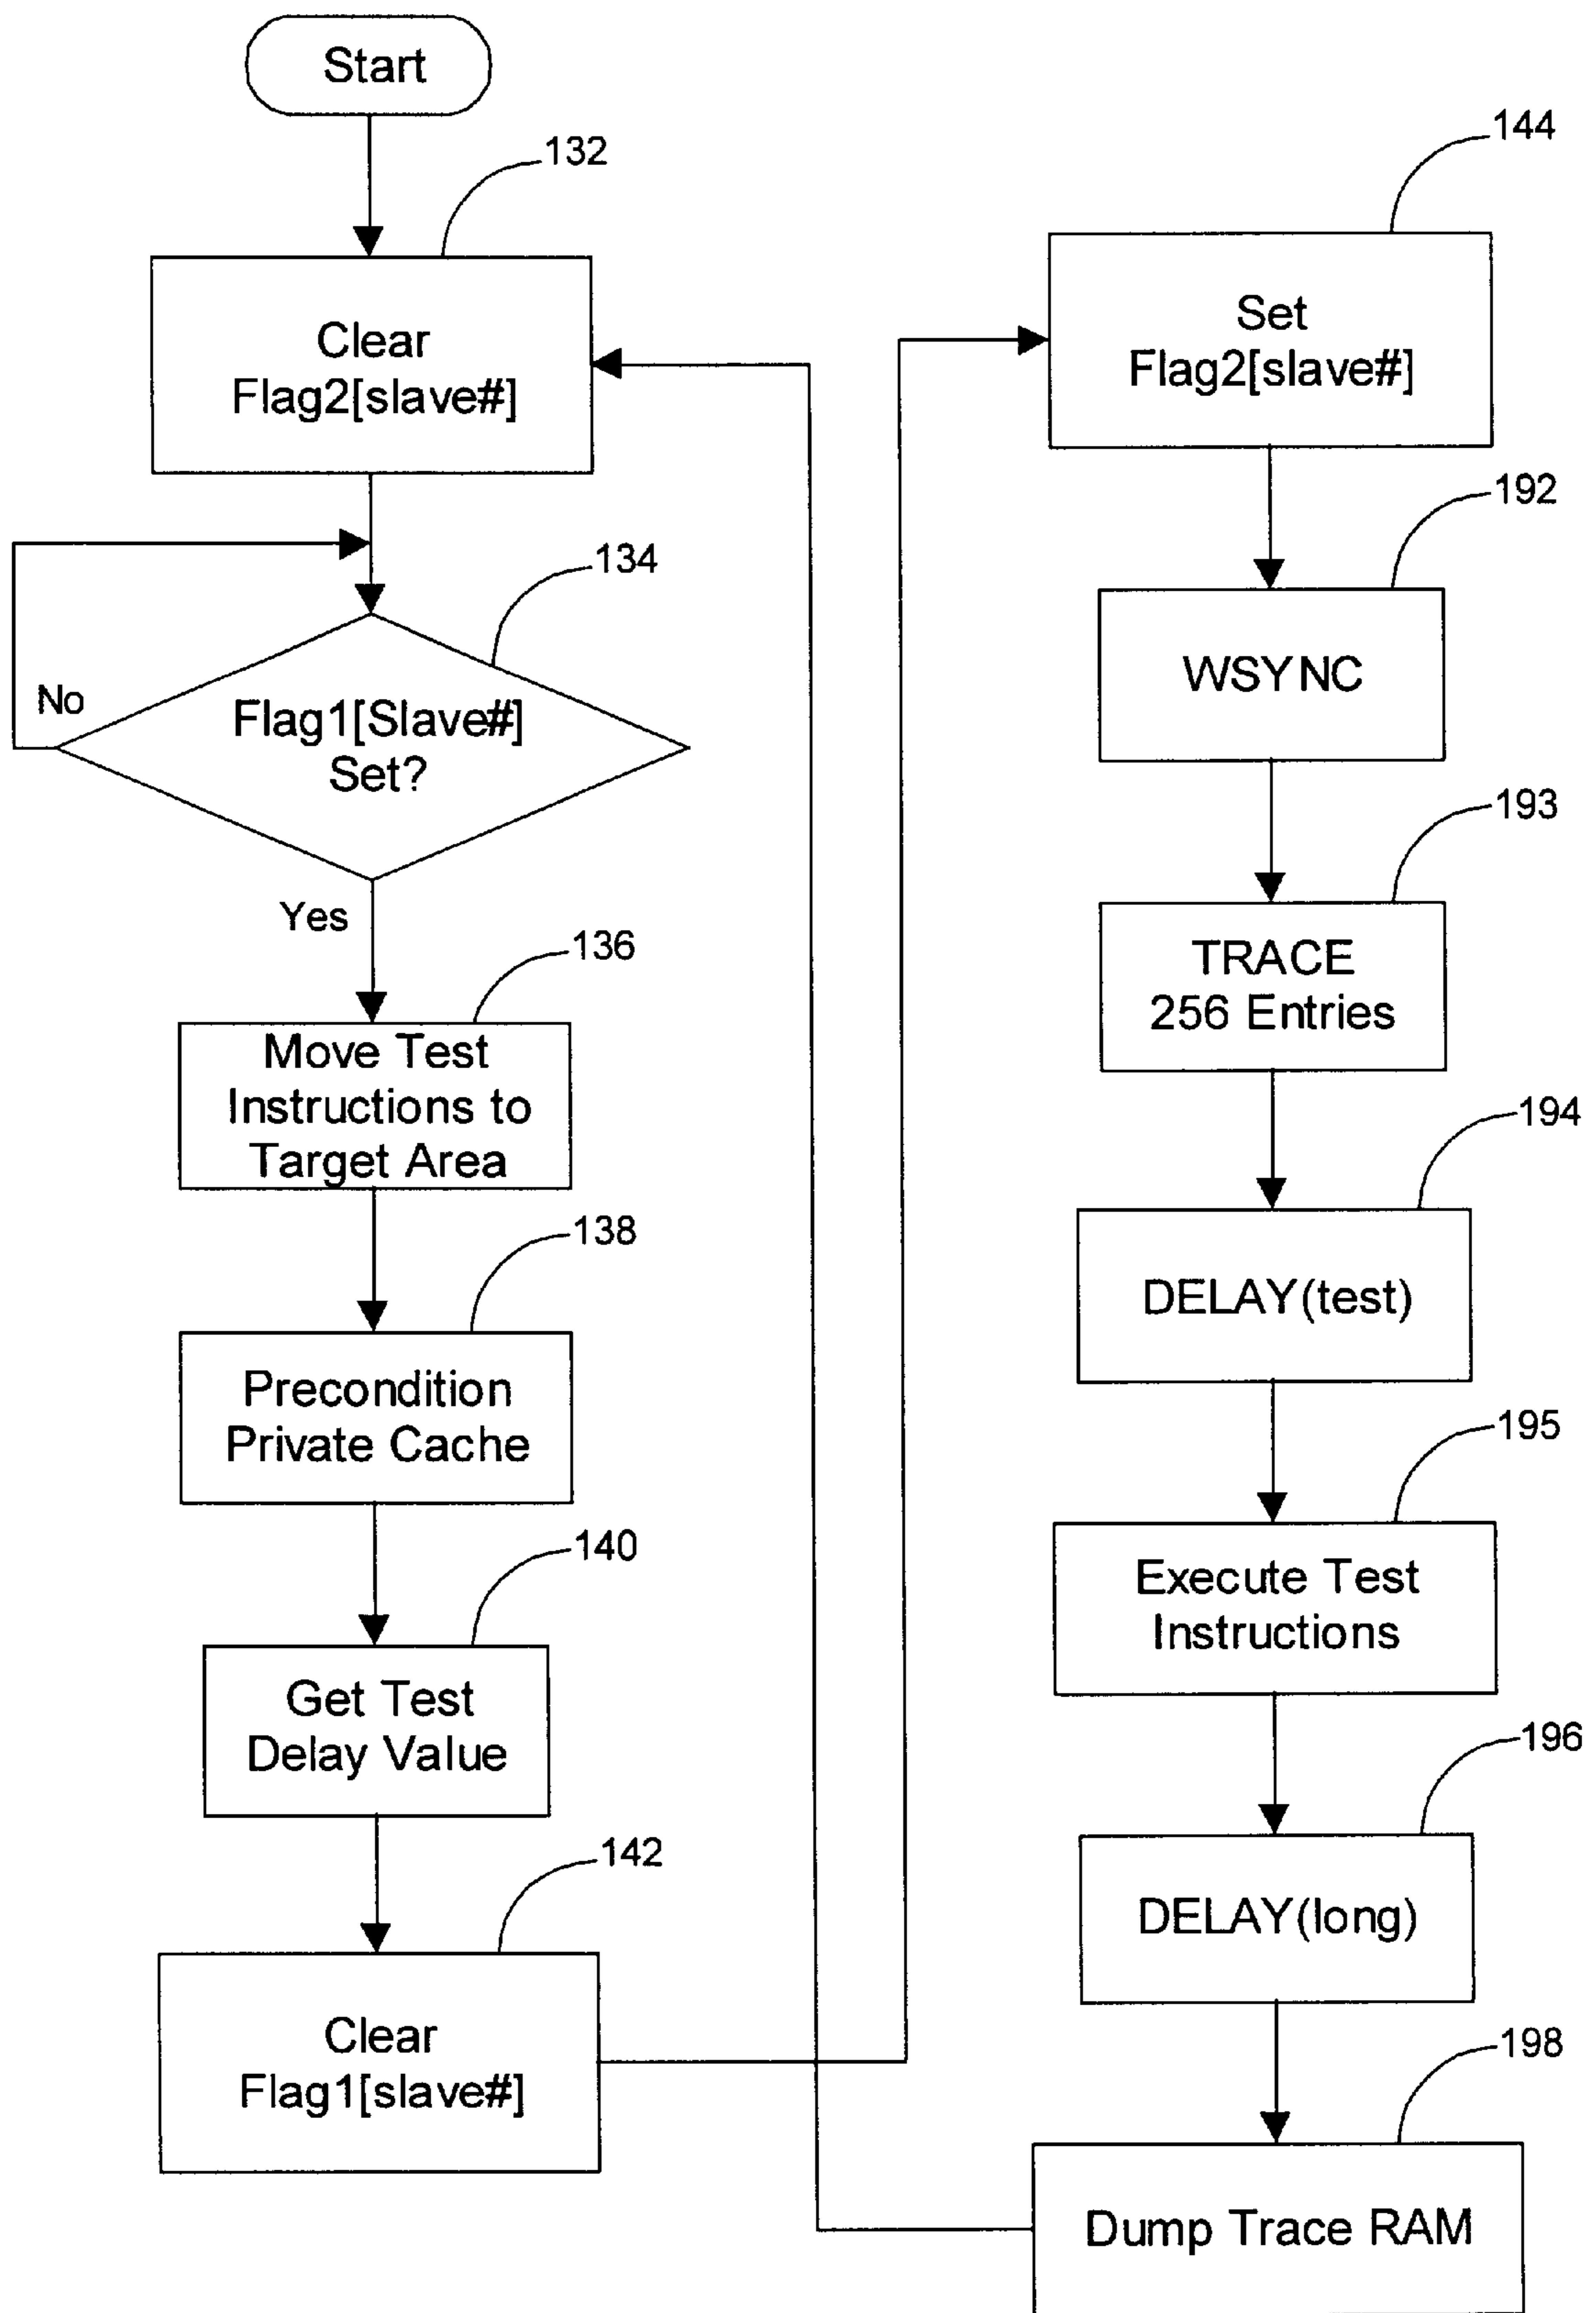 Start
132
Clear
Flag2[slave#]
134
No
Flag1[Slave#]
Set?
Yes
136
Move Test
Instructions to
Target Area
138
Precondition
Private Cache
140
Get Test
Delay Value
142
Clear
Flag1[slave#]
144
Set
Flag2[slave#]
192
WSYNC
193
TRACE
256 Entries
194
DELAY(test)
195
Execute Test
Instructions
196
DELAY(long)
198
Dump Trace RAM